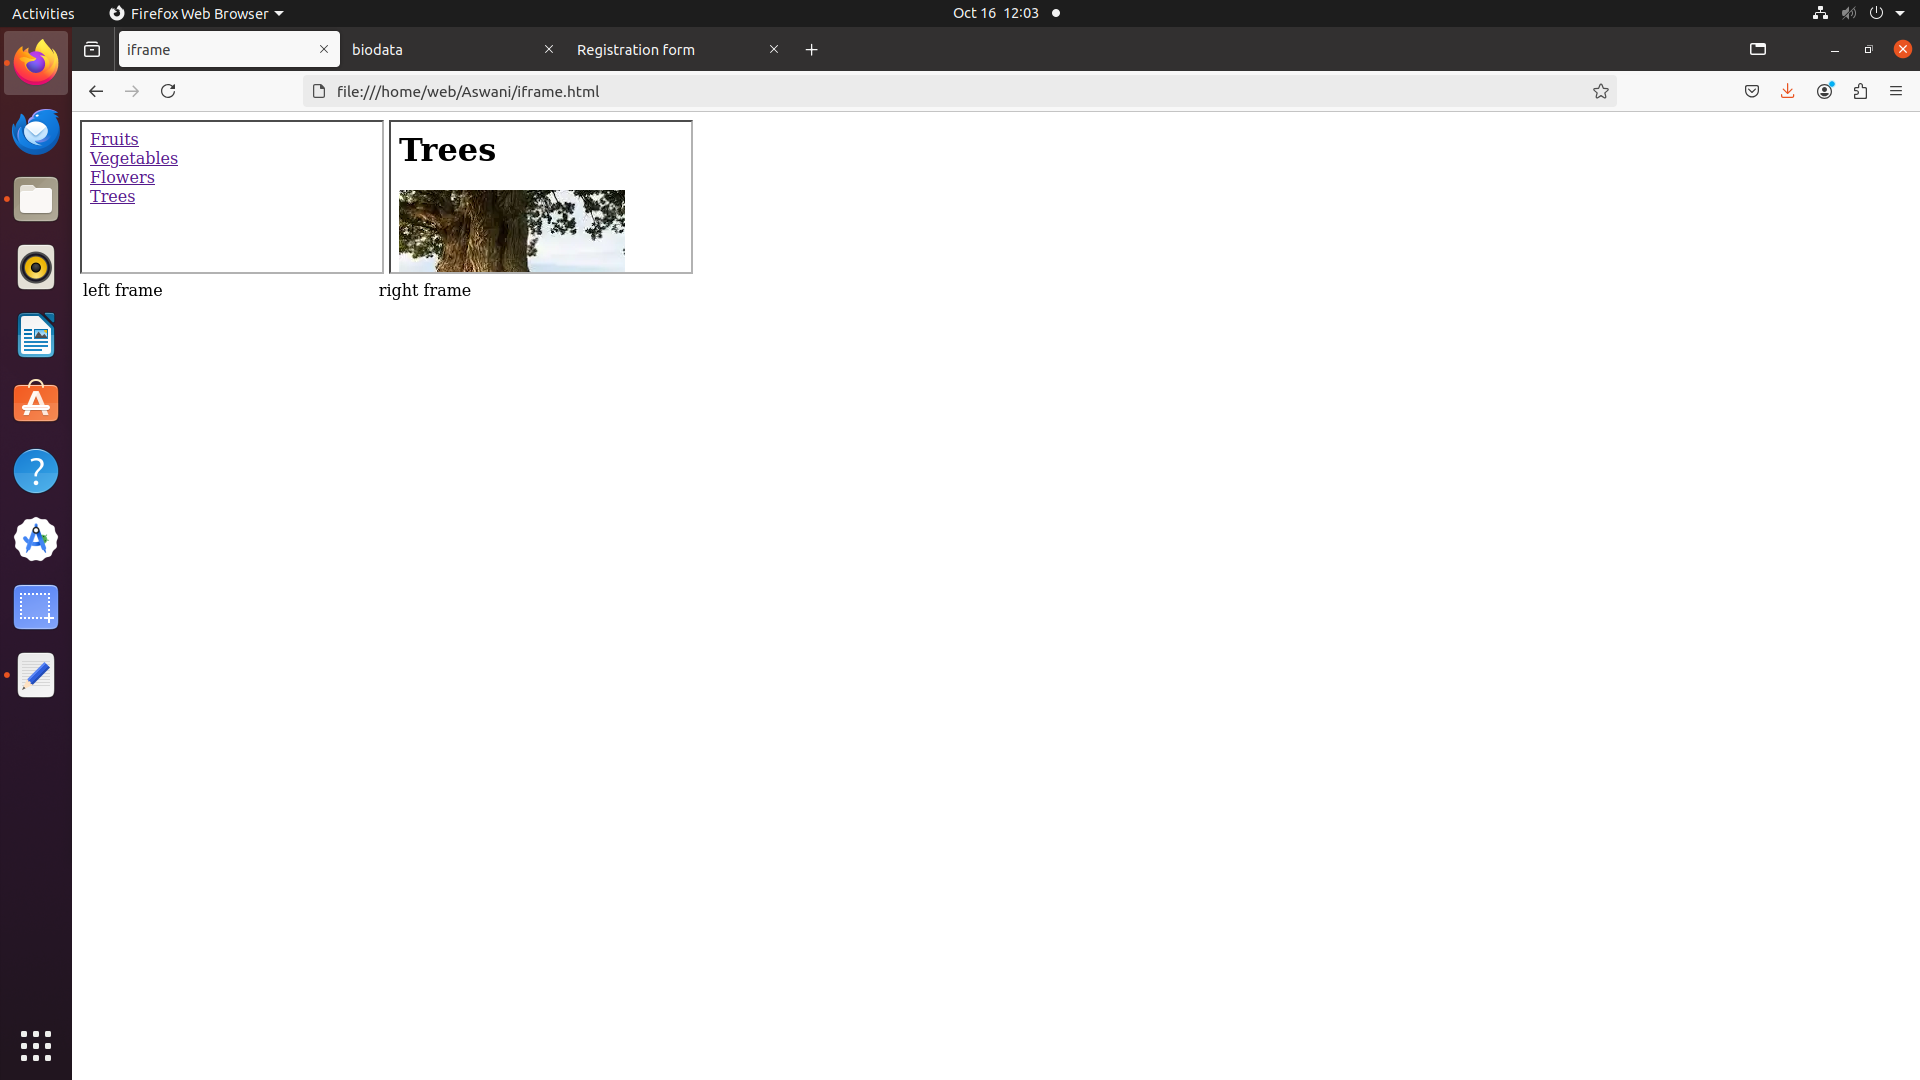 Activities Firefox Web Browser Oct 16 12:03
iframe biodata Registration form
file:///home/web/Aswani/iframe.html
Fruits
Vegetables
Flowers
Trees
Trees
left frame right frame